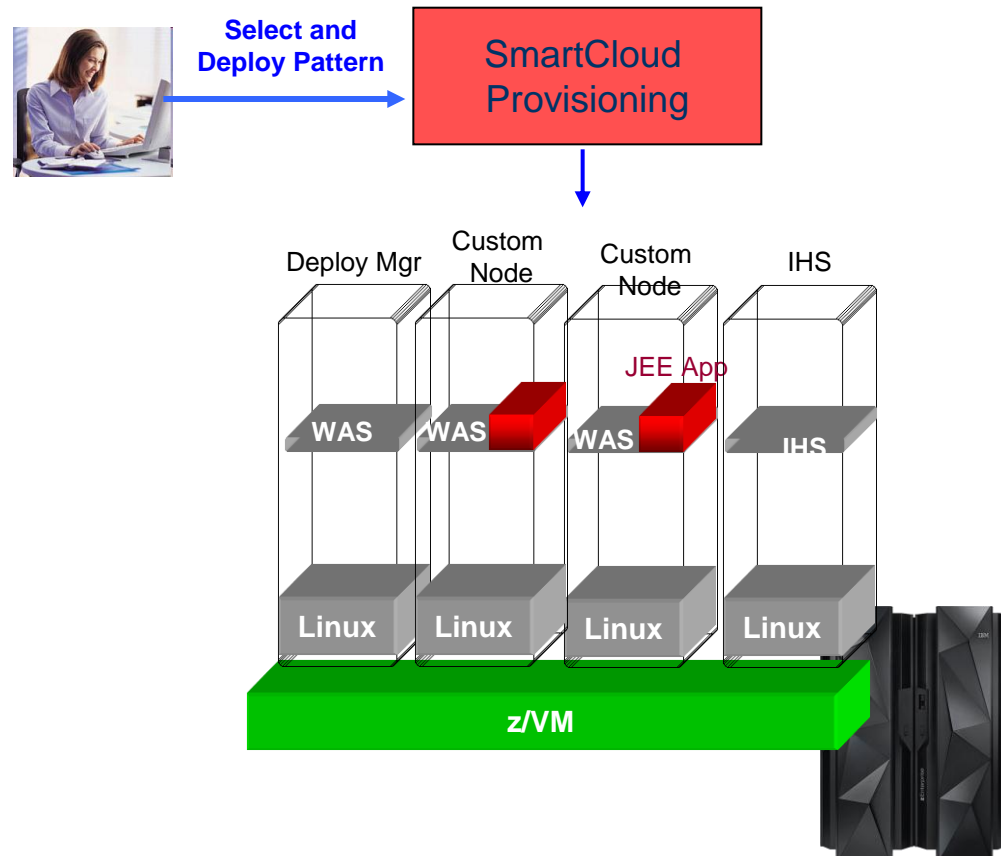 Select and
Deploy Pattern
SmartCloud
Provisioning
Deploy Mgr
Custom
Node
Custom
Node
IHS
JEE App
WAS
WAS
WAS
IHS
Linux
Linux
Linux
Linux
z/VM
IBM